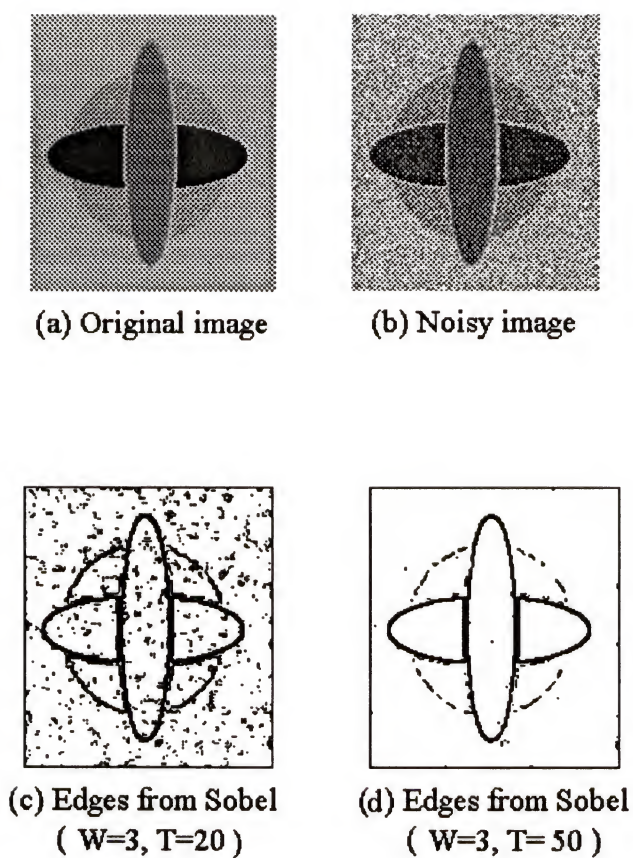 (a) Original image
(b) Noisy image
(c) Edges from Sobel
( W=3, T=20 )
(d) Edges from Sobel
( W=3, T= 50 )